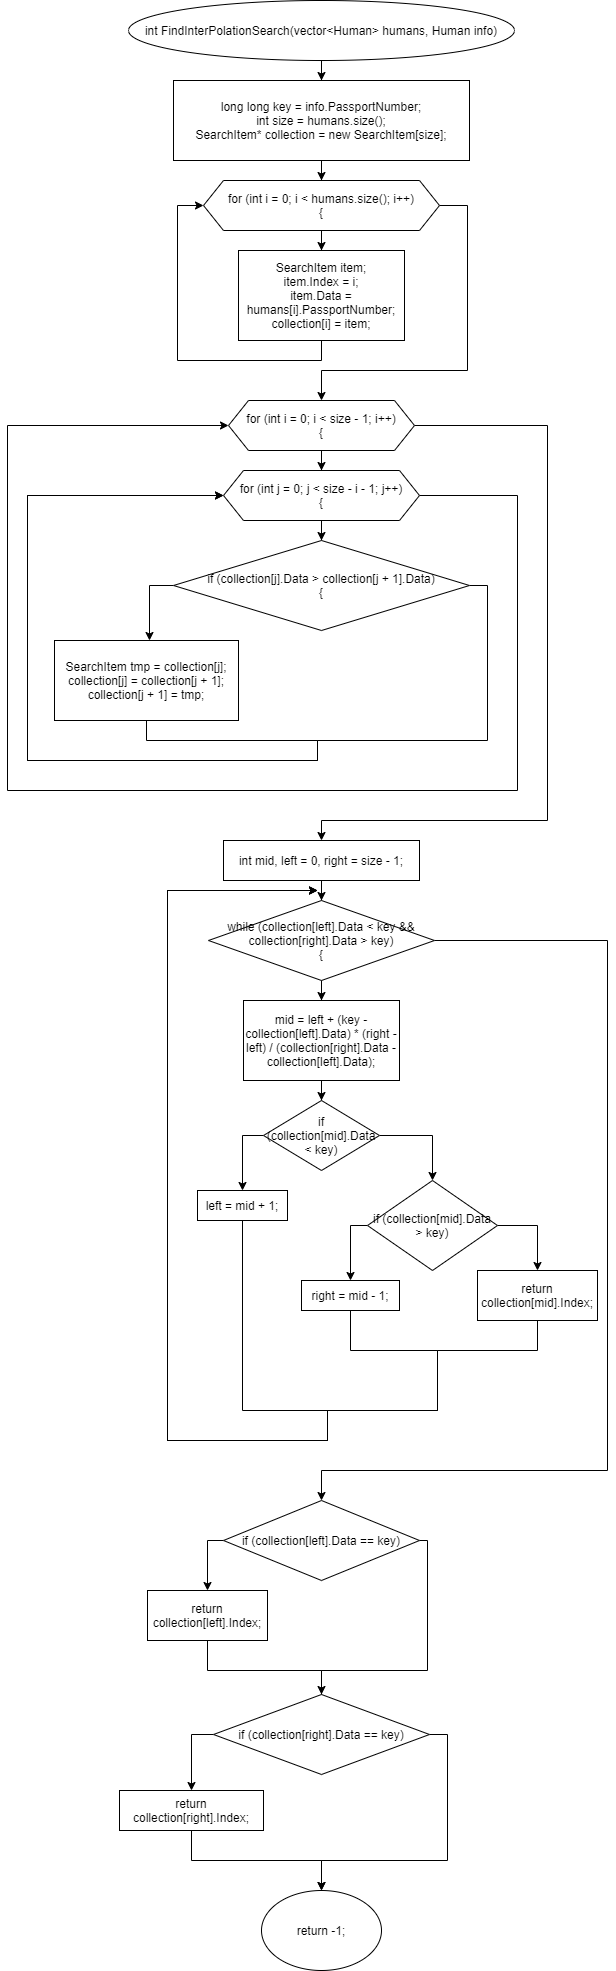 int FindInterPolationSearch(vector<Human> humans, Human info)
long long key = info.PassportNumber;
int size = humans.size();
SearchItem* collection = new SearchItem[size];
for (int i = 0; i < humans.size(); i++)
{
SearchItem item;
item.Index = i;
item.Data =
humans[i].PassportNumber;
collection[i] = item;
for (int i = 0; i < size - 1; i++)
{
for (int j = 0; j < size - i - 1; j++)
{
if (collection[j].Data > collection[j + 1].Data)
{
SearchItem tmp = collection[j];
collection[j] = collection[j + 1];
collection[j + 1] = tmp;
int mid, left = 0, right = size - 1;
while (collection[left].Data < key &&
collection[right].Data > key)
{
mid = left + (key -
collection[left].Data) * (right -
left) / (collection[right].Data -
collection[left].Data);
if
(collection[mid].Data
< key)
left = mid + 1;
if (collection[mid].Data
> key)
right = mid - 1;
return
collection[mid].Index;
if (collection[left].Data == key)
return
collection[left].Index;
if (collection[right].Data == key)
return
collection[right].Index;
return -1;